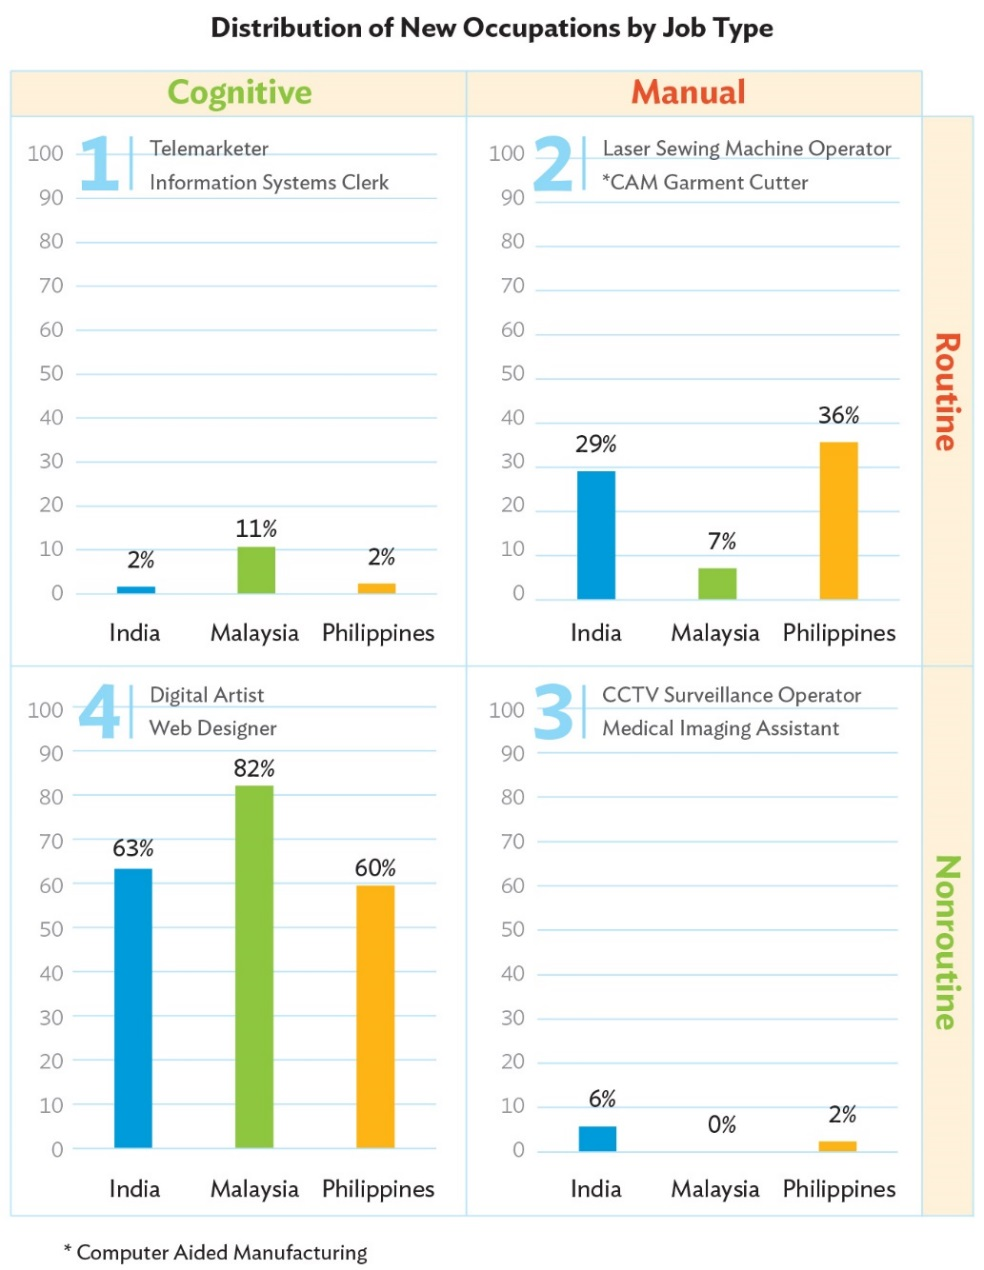 Distribution of New Occupations by Job Type
Cognitive
Manual
1
Telemarketer
Information Systems Clerk
100
90
80
70
60
50
40
30
20
10
0
2%
11%
2%
India
Malaysia
Philippines
2
Laser Sewing Machine Operator
*CAM Garment Cutter
100
90
80
70
60
50
40
30
20
10
0
29%
7%
36%
India
Malaysia
Philippines
Routine
4
Digital Artist
Web Designer
100
90
80
70
60
50
40
30
20
10
0
63%
82%
60%
India
Malaysia
Philippines
3
CCTV Surveillance Operator
Medical Imaging Assistant
100
90
80
70
60
50
40
30
20
10
0
6%
0%
2%
India
Malaysia
Philippines
Nonroutine
* Computer Aided Manufacturing